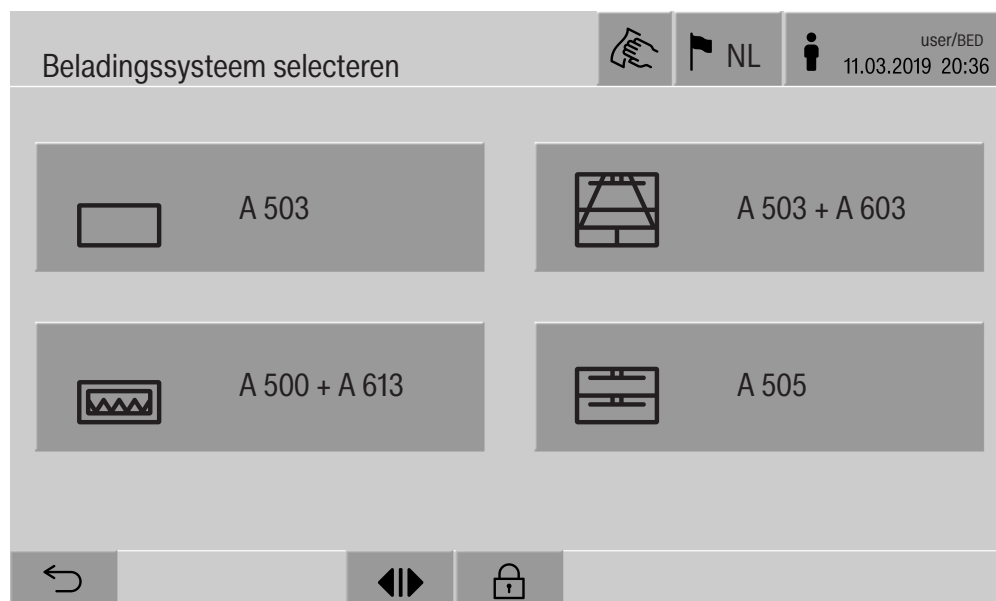 Beladingssysteem selecteren
NL
user/BED
11.03.2019 20:36
A 503
A 503 + A 603
A 500 + A 613
A 505